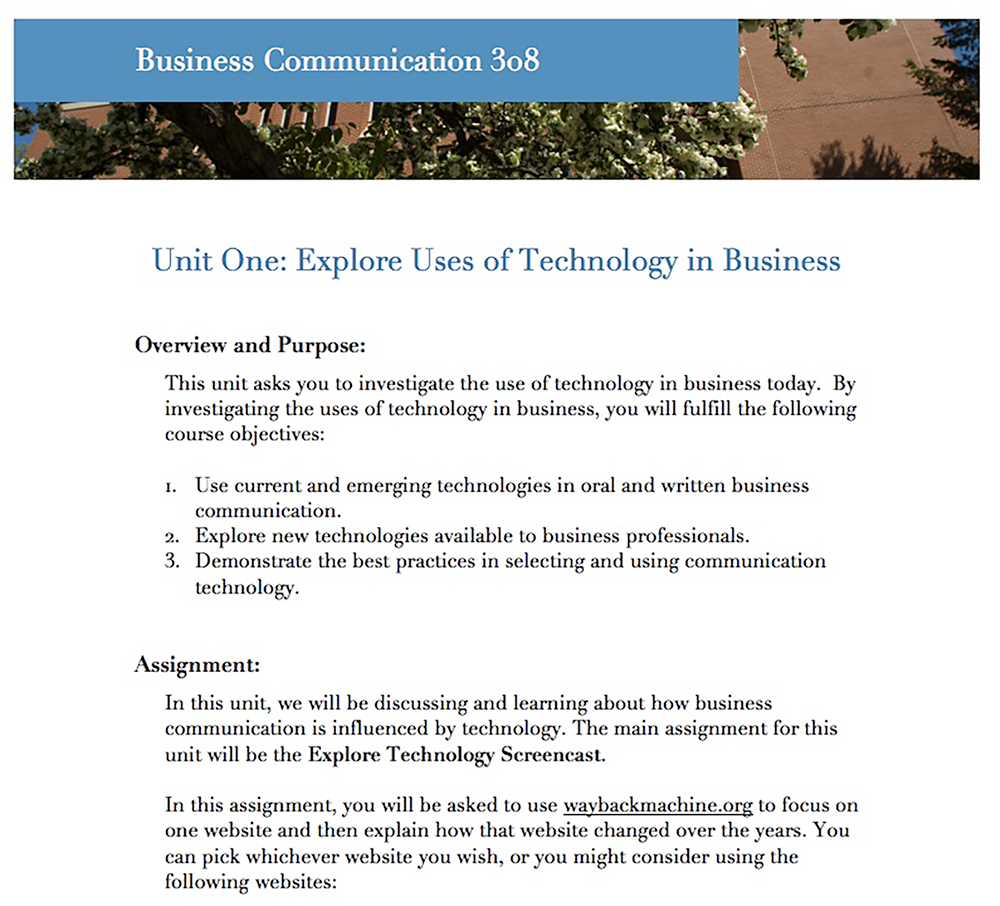 Business Communication 308
Unit One: Explore Uses of Technology in Business
Overview and Purpose:
This unit asks you to investigate the use of technology in business today.  By
investigating the uses of technology in business, you will fulfill the following
course objectives:
1. Use current and emerging technologies in oral and written business
communication.
2. Explore new technologies available to business professionals.
3. Demonstrate the best practices in selecting and using communication
technology.
Assignment:
In this unit, we will be discussing and learning about how business
communication is influenced by technology. The main assignment for this
unit will be the Explore Technology Screencast.
In this assignment, you will be asked to use waybackmachine.org to focus on
one website and then explain how that website changed over the years. You
can pick whichever website you wish, or you might consider using the
following websites: